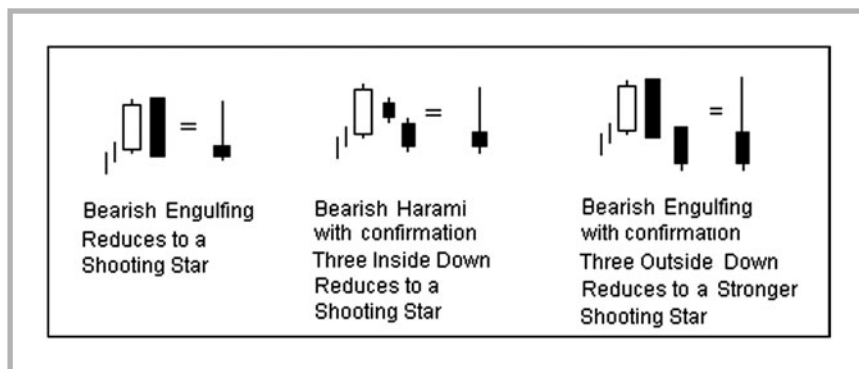 =
=
=
Bearish Engulfing
Reduces to a
Shooting Star
Bearish Harami
with confirmation
Three Inside Down
Reduces to a
Shooting Star
Bearish Engulfing
with confirmation
Three Outside Down
Reduces to a Stronger
Shooting Star